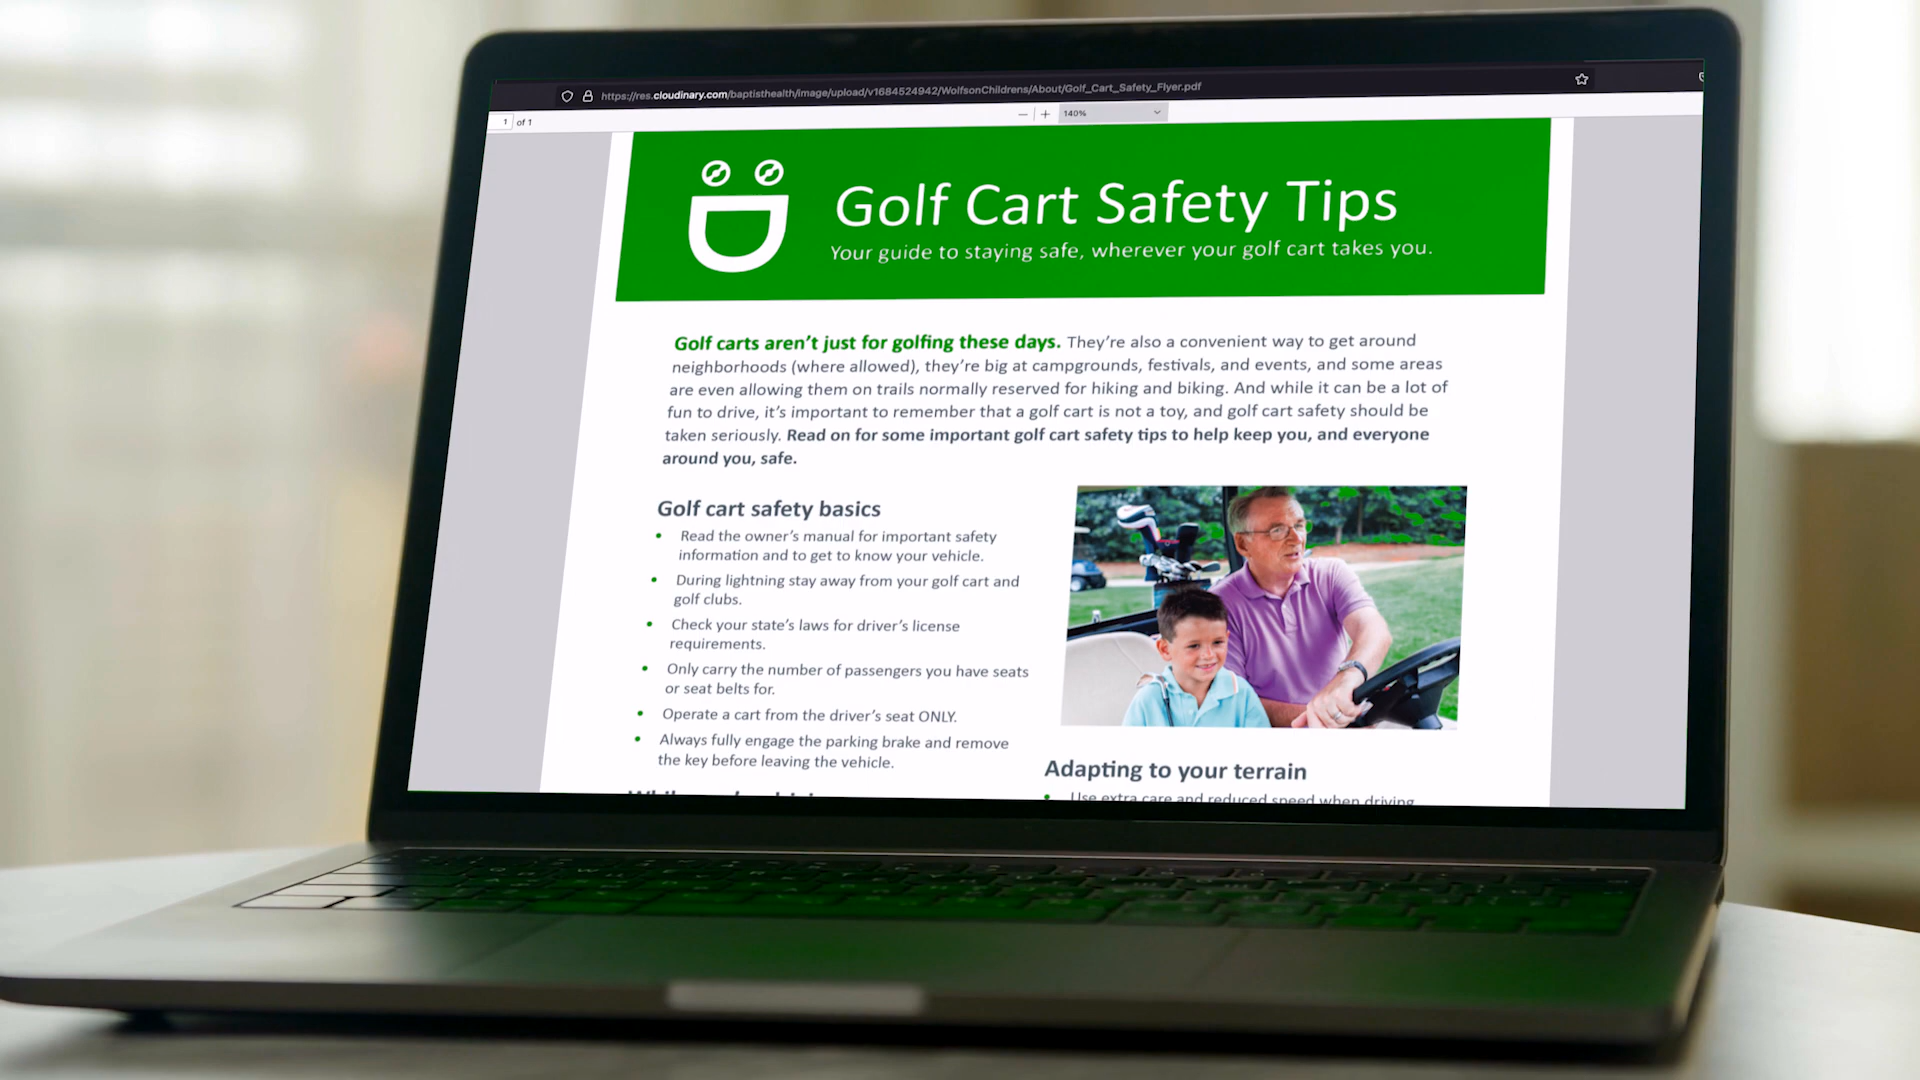 https://res.cloudinary.com/baptisthealth/image/upload/v1684524942/WolfsonChildrens/About/Golf_Cart_Safety_Flyer.pdf
1 of 1
140%
Golf Cart Safety Tips
Your guide to staying safe, wherever your golf cart takes you.
Golf carts aren't just for golfing these days. They're also a convenient way to get around
neighborhoods (where allowed), they're big at campgrounds, festivals, and events, and some areas
are even allowing them on trails normally reserved for hiking and biking. And while it can be a lot of
fun to drive, it's important to remember that a golf cart is not a toy, and golf cart safety should be
taken seriously. Read on for some important golf cart safety tips to help keep you, and everyone
around you, safe.
Golf cart safety basics
• Read the owner's manual for important safety
information and to get to know your vehicle.
• During lightning stay away from your golf cart and
golf clubs.
• Check your state's laws for driver's license
requirements.
• Only carry the number of passengers you have seats
or seat belts for.
• Operate a cart from the driver's seat ONLY.
• Always fully engage the parking brake and remove
the key before leaving the vehicle.
Adapting to your terrain
• Use extra care and reduced speed when driving